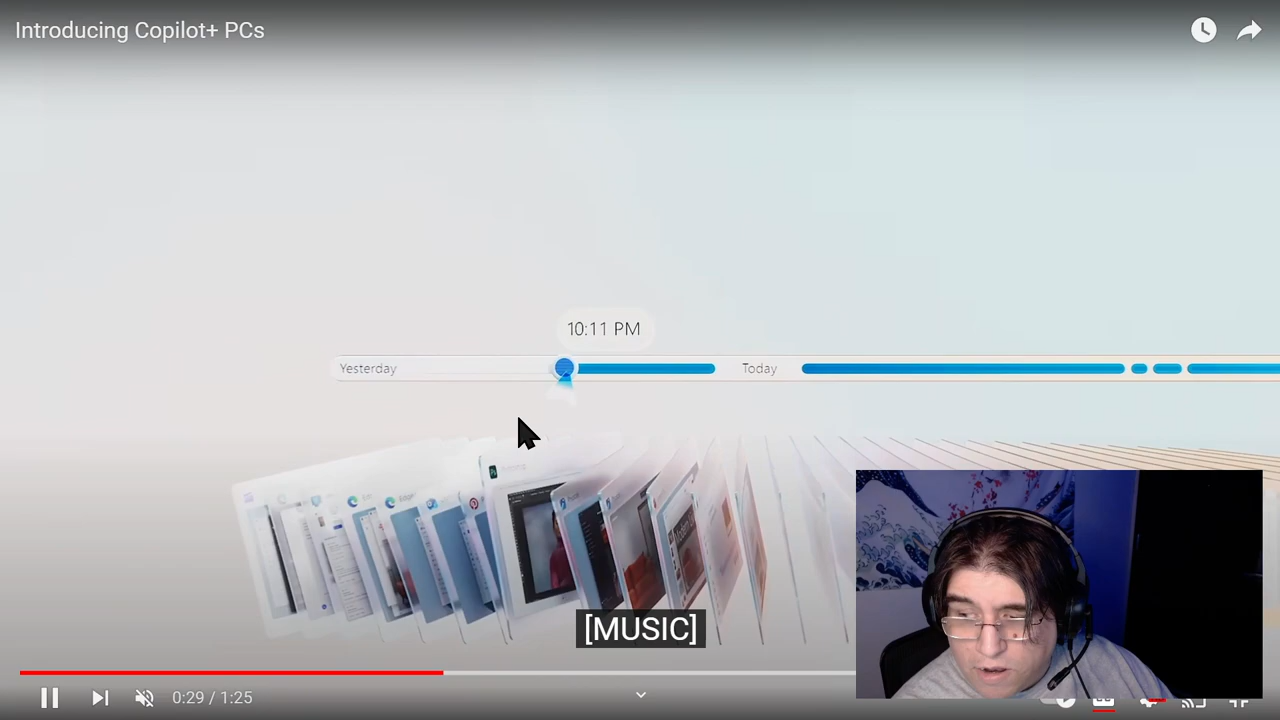 Introducing Copilot+ PCs
10:11 PM
Yesterday
Today
[MUSIC]
0:29 / 1:25